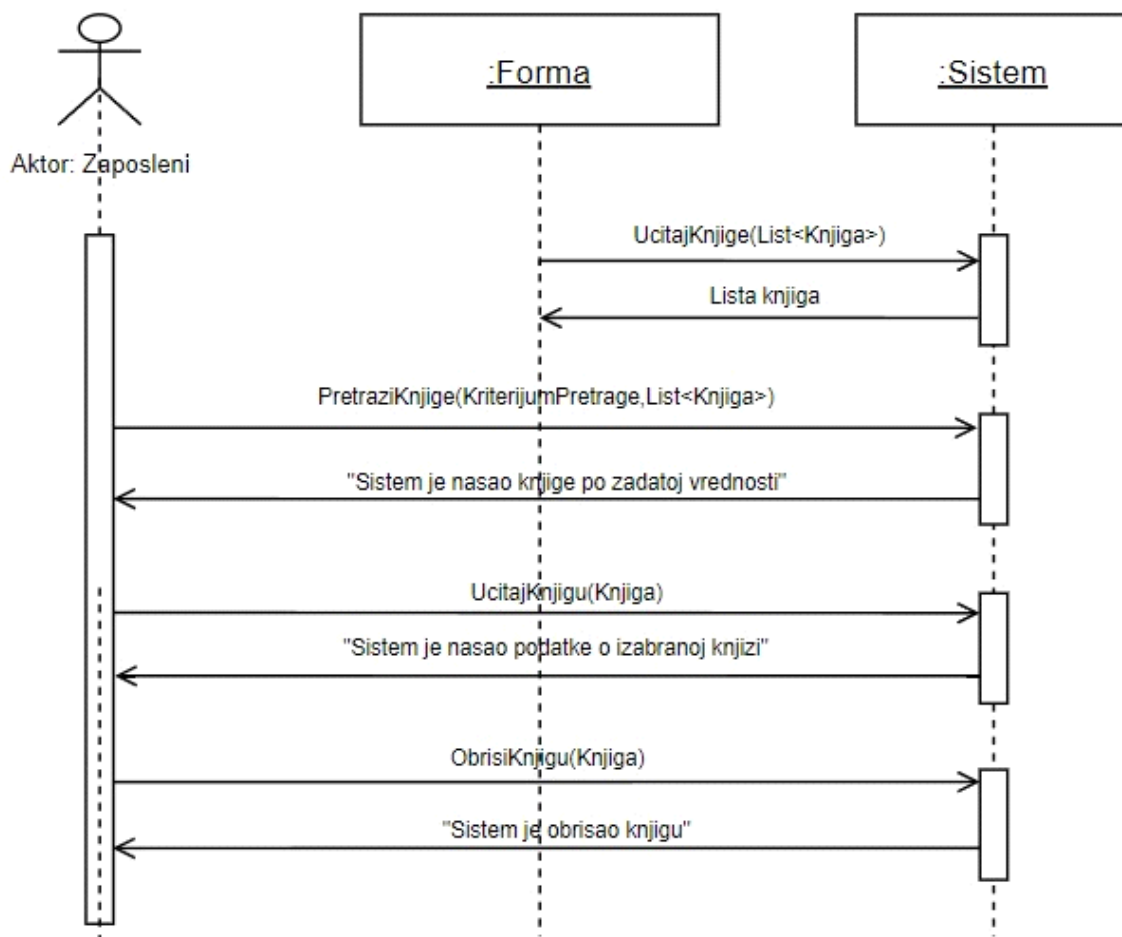 :Forma
:Sistem
Aktor: Zaposleni
UcitajKnjige(List<Knjiga>)
Lista knjiga
PretraziKnjige(KriterijumPretrage,List<Knjiga>)
"Sistem je nasao knjige po zadatoj vrednosti"
UcitajKnjigu(Knjiga)
"Sistem je nasao podatke o izabranoj knjizi"
ObrisiKnjigu(Knjiga)
"Sistem je obrisao knjigu"